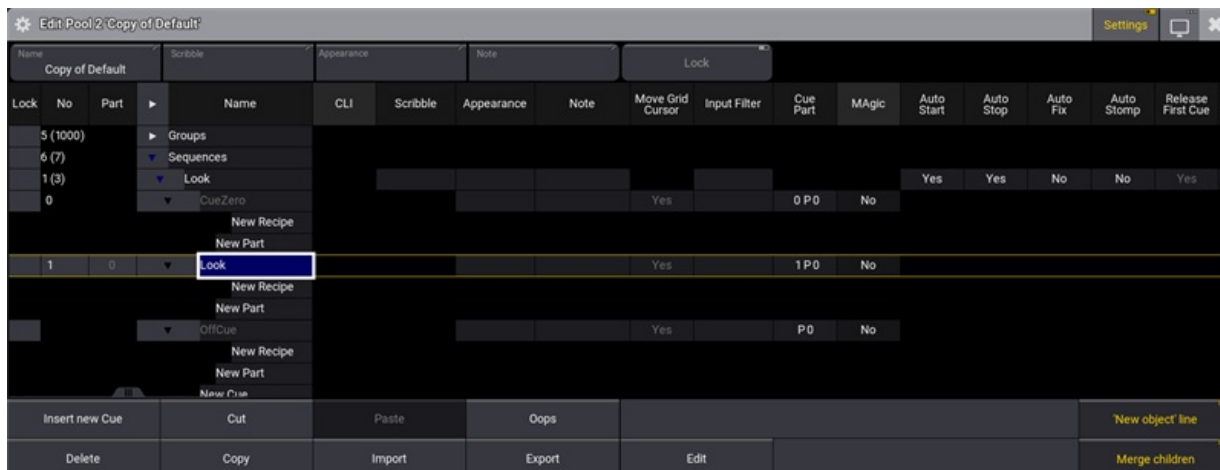 Edit Pool 2 'Copy of Default'
Settings
Name
Copy of Default
Scribble
Appearance
Note
Lock
Lock No Part Name CLI Scribble Appearance Note Move Grid Cursor Input Filter Cue Part MAgic Auto Start Auto Stop Auto Fix Auto Stomp Release First Cue
5 (1000) Groups
6 (7) Sequences
1 (3) Look Yes Yes No No Yes
0 CueZero Yes 0 P0 No
New Recipe
New Part
1 0 Look Yes 1 P0 No
New Recipe
New Part
OffCue Yes P0 No
New Recipe
New Part
New Cue
Insert new Cue Cut Paste Oops 'New object' line
Delete Copy Import Export Edit Merge children